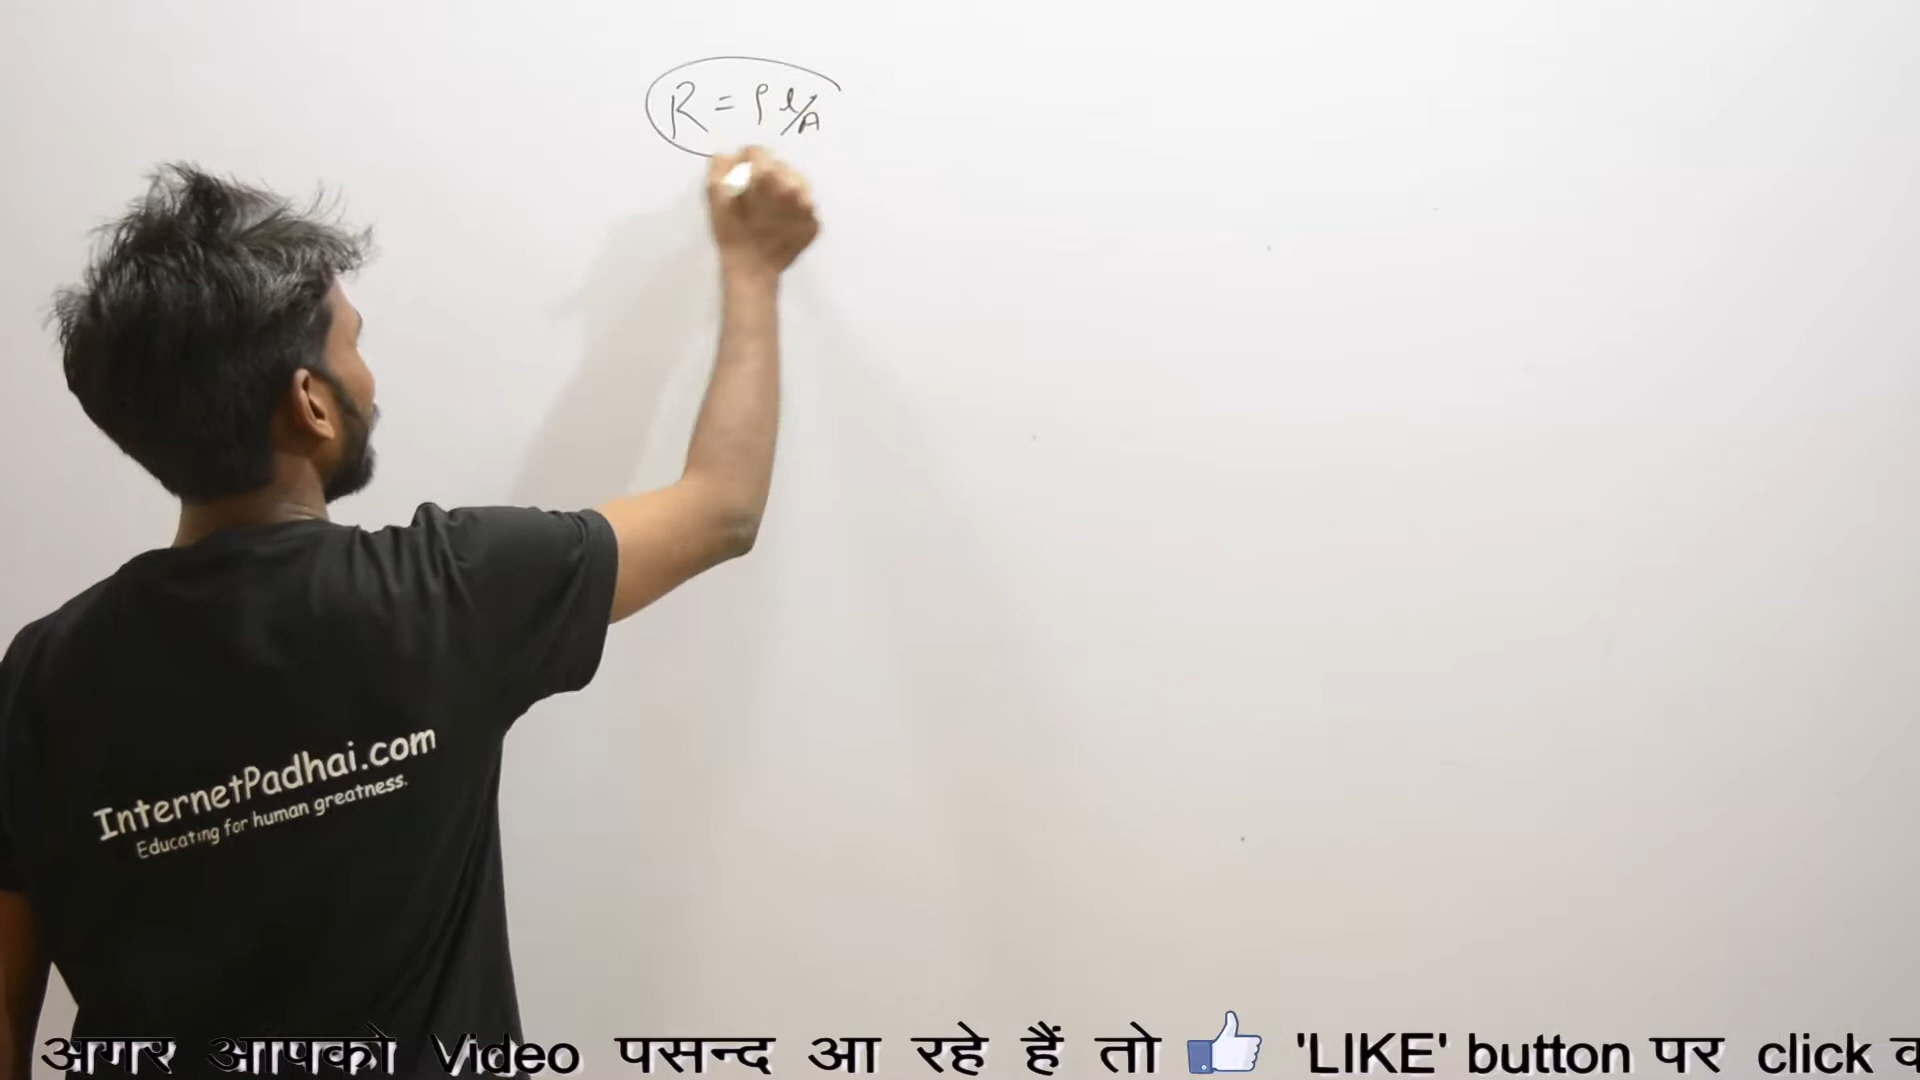 R = ρ l/A
InternetPadhai.com
Educating for human greatness.
अगर आपको Video पसन्द आ रहे हैं तो 'LIKE' button पर click